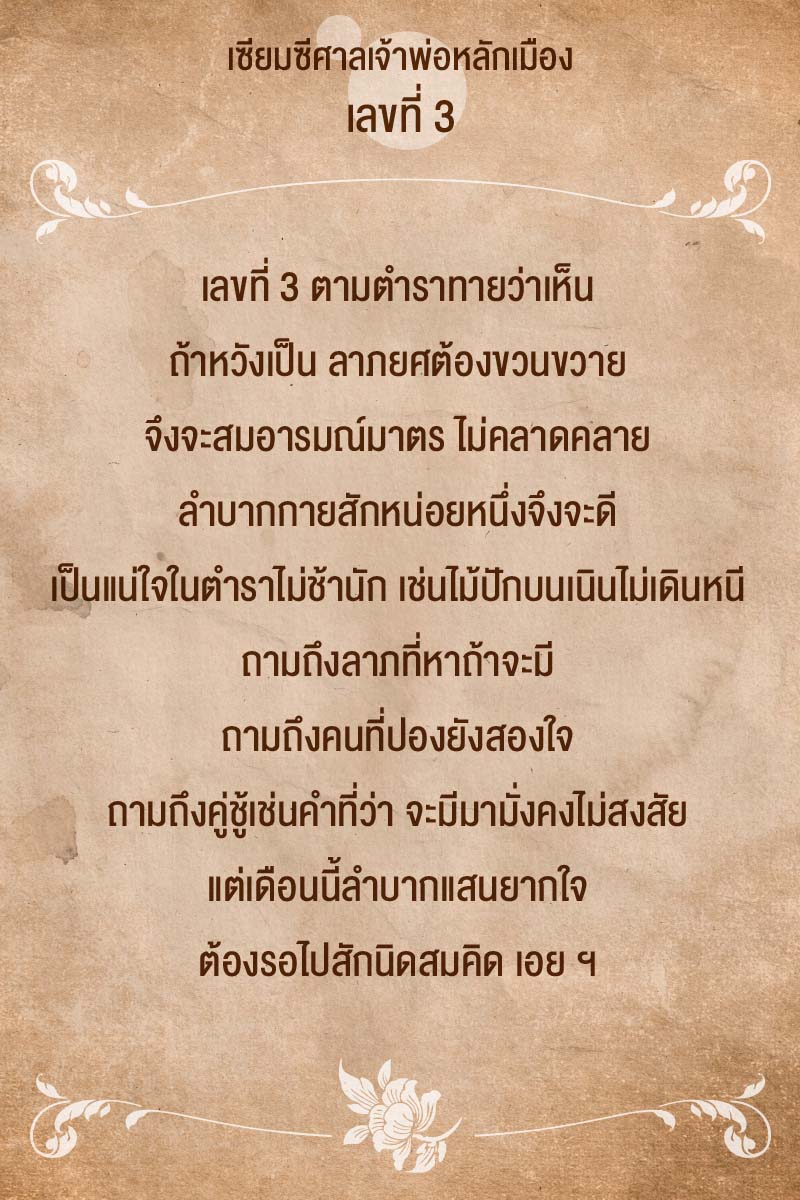 เซียมซีศาลเจ้าพ่อหลักเมือง
เลขที่ 3
เลขที่ 3 ตามตำราทายว่าเห็น
ถ้าหวังเป็น ลาภยศต้องขวนขวาย
จึงจะสมอารมณ์มาตร ไม่คลาดคลาย
ลำบากกายสักหน่อยหนึ่งจึงจะดี
เป็นแน่ใจในตำราไม่ช้านัก เช่นไม้ปักบนเนินไม่เดินหนี
ถามถึงลาภที่หาถ้าจะมี
ถามถึงคนที่ปองยังสองใจ
ถามถึงคู่ชู้เช่นคำที่ว่า จะมีมามั่งคงไม่สงสัย
แต่เดือนนี้ลำบากแสนยากใจ
ต้องรอไปสักนิดสมคิด เอย ฯ